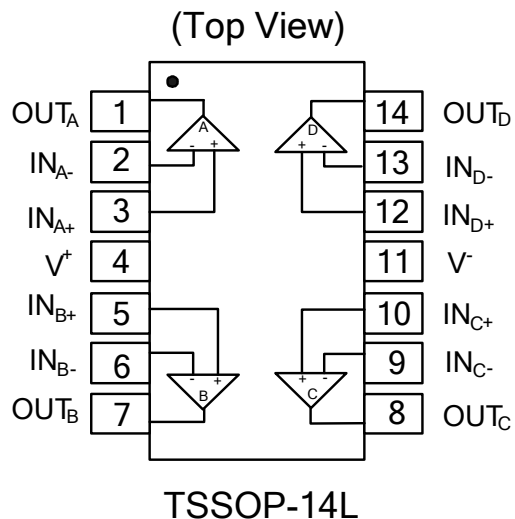 (Top View)
OUTA 1 A D 14 OUTD
INA- 2 - + + - 13 IND-
INA+ 3 12 IND+
V+ 4 11 V-
INB+ 5 10 INC+
INB- 6 - + + - 9 INC-
OUTB 7 B C 8 OUTC
TSSOP-14L